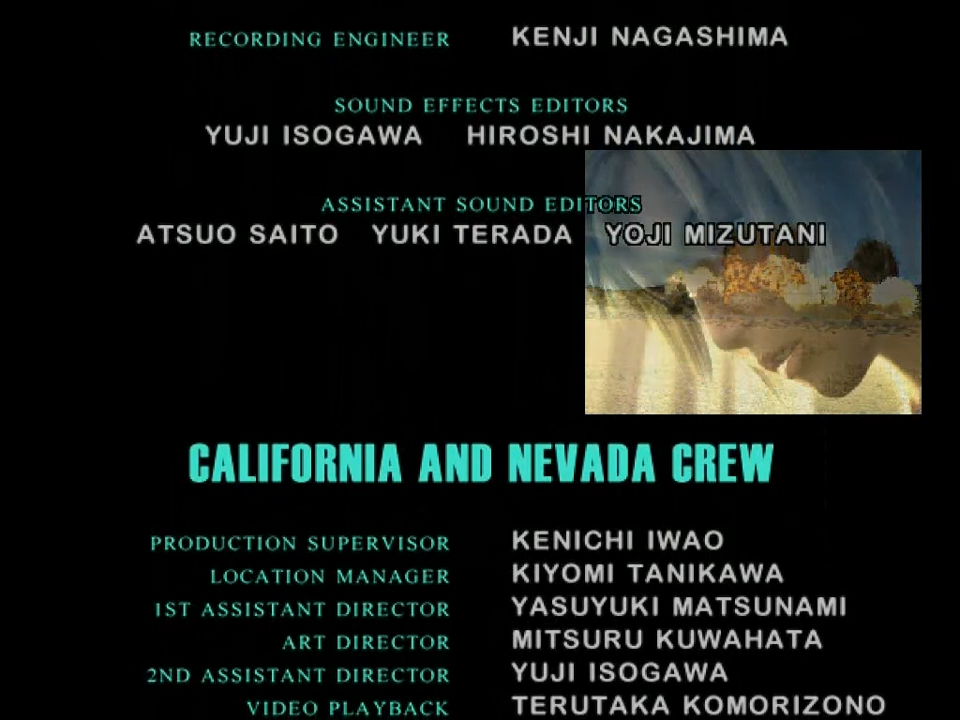 RECORDING ENGINEER KENJI NAGASHIMA
SOUND EFFECTS EDITORS
YUJI ISOGAWA HIROSHI NAKAJIMA
ASSISTANT SOUND EDITORS
ATSUO SAITO YUKI TERADA YOJI MIZUTANI
CALIFORNIA AND NEVADA CREW
PRODUCTION SUPERVISOR KENICHI IWAO
LOCATION MANAGER KIYOMI TANIKAWA
1ST ASSISTANT DIRECTOR YASUYUKI MATSUNAMI
ART DIRECTOR MITSURU KUWAHATA
2ND ASSISTANT DIRECTOR YUJI ISOGAWA
VIDEO PLAYBACK TERUTAKA KOMORIZONO